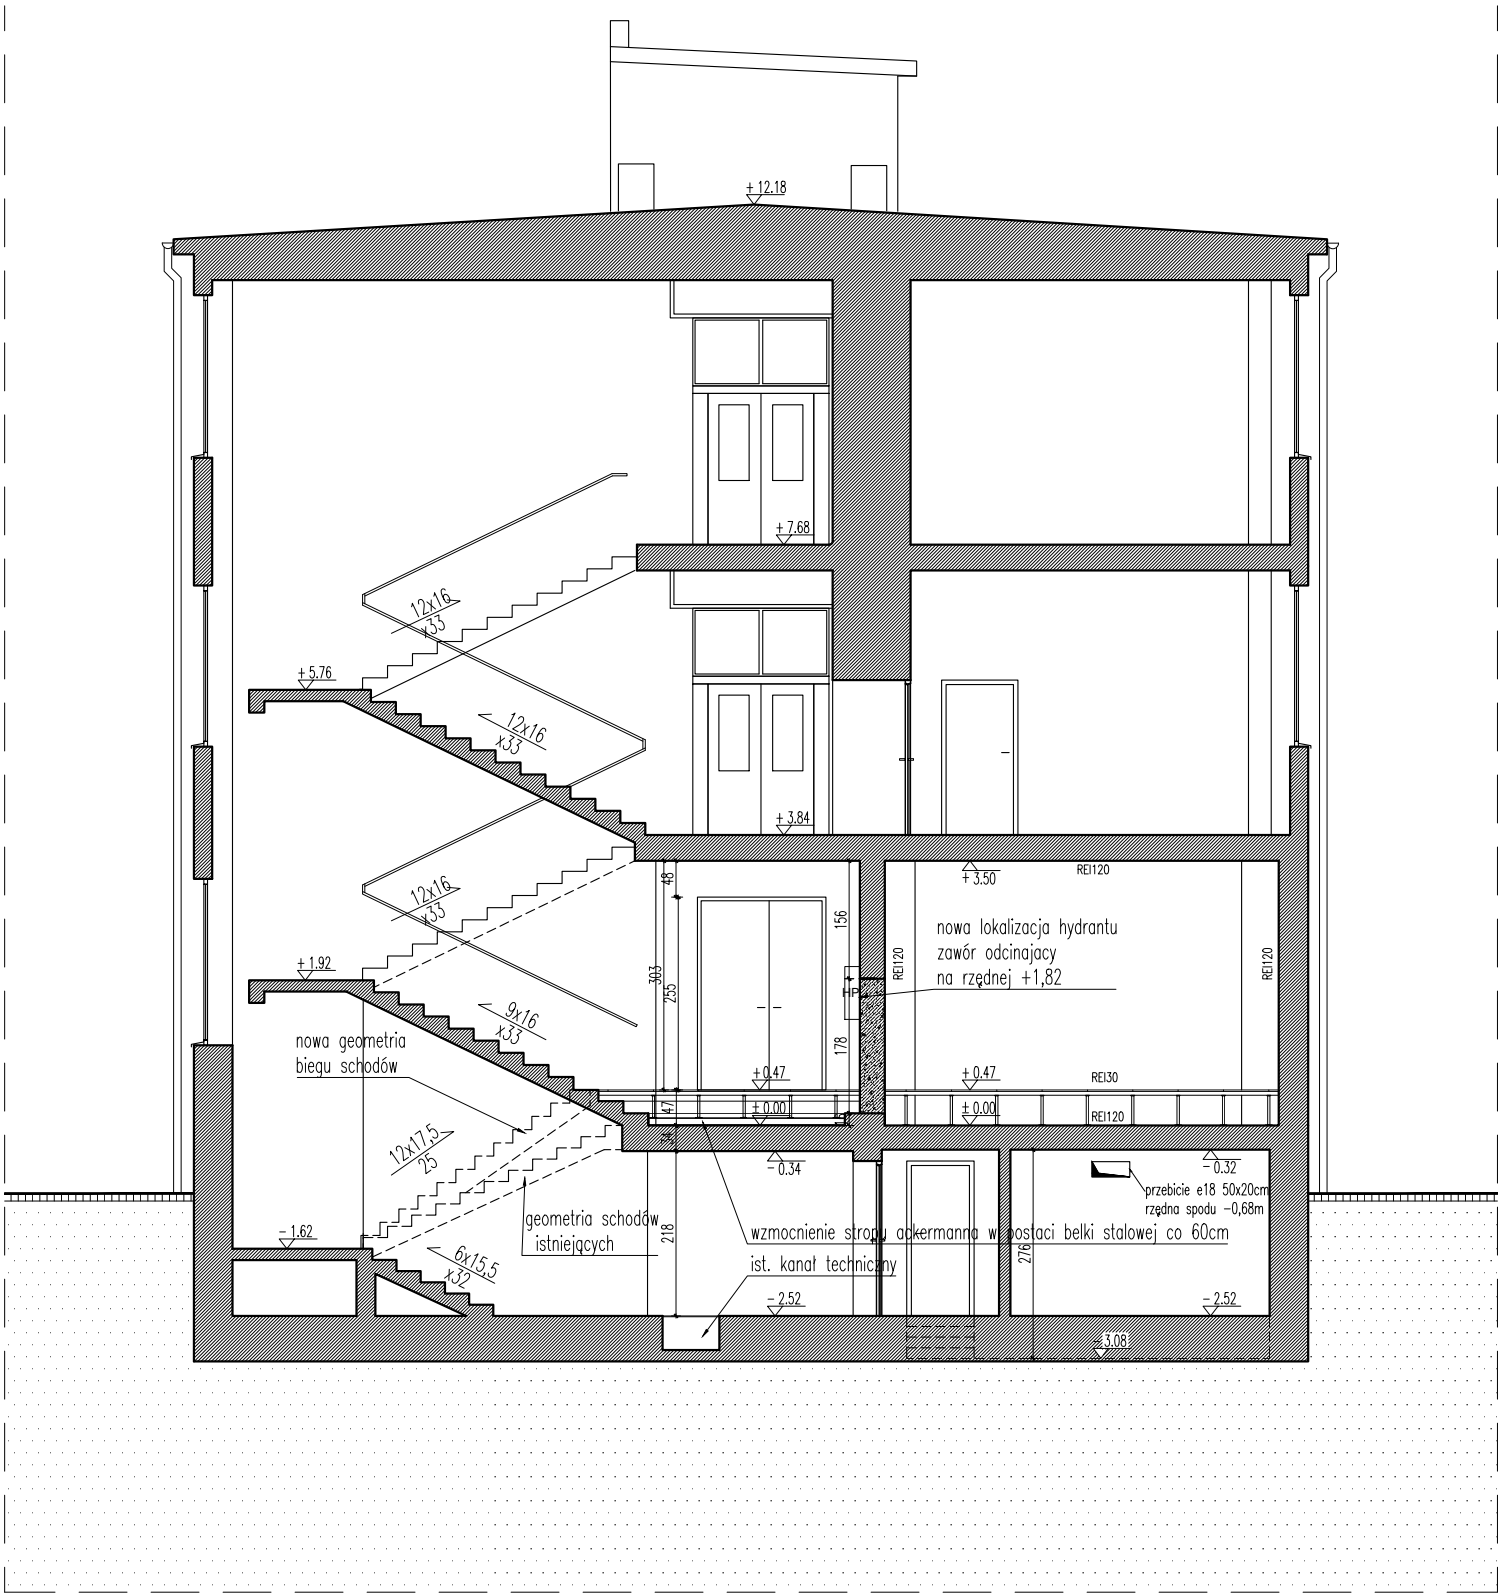 + 12.18
+ 7.68
12x16
x33
+ 5.76
12x16
x33
+ 3.84
48
+ 3.50
REI120
12x16
x33
156
nowa lokalizacja hydrantu
zawór odcinajacy
na rzędnej +1,82
REI120
REI120
+ 1.92
303
255
HP
9x16
x33
178
nowa geometria
biegu schodów
+ 0.47
+ 0.47
REI30
47
± 0.00
± 0.00
REI120
12x17,5
25
34
- 0.34
- 0.32
przebicie e18 50x20cm
rzędna spodu -0,68m
geometria schodów
istniejących
- 1.62
218
wzmocnienie stropu ackermanna w postaci belki stalowej co 60cm
276
6x15,5
x32
ist. kanał techniczny
- 2.52
- 2.52
- 3.08